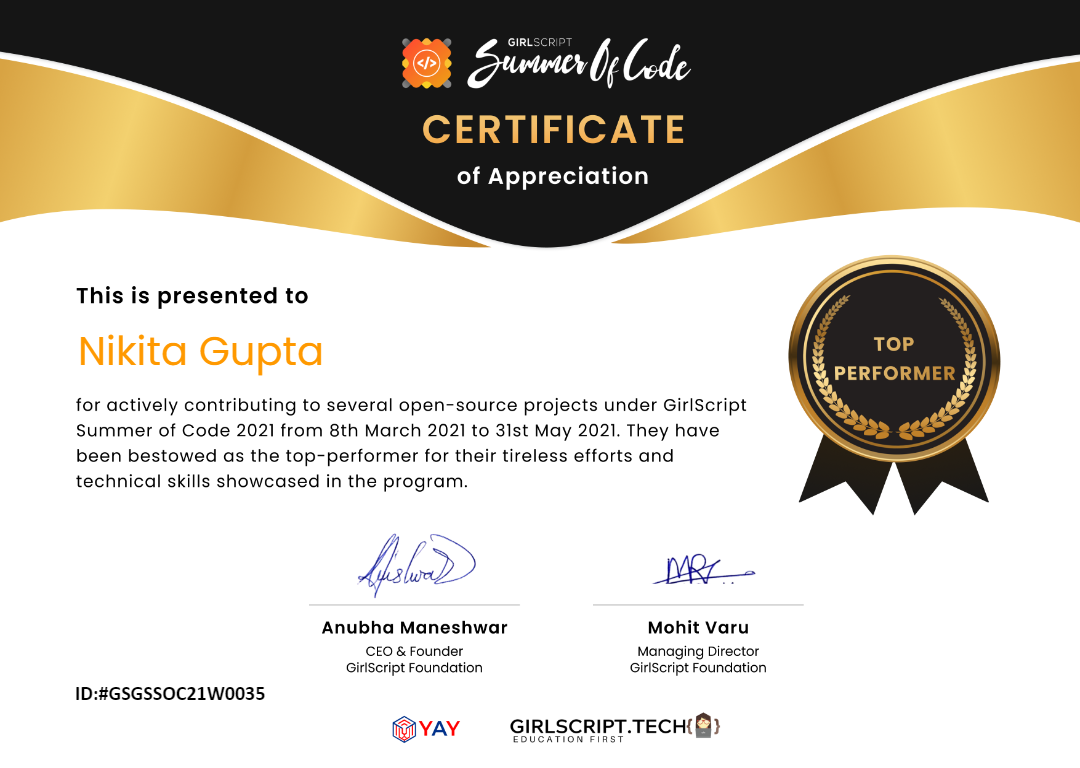 GIRLSCRIPT
Summer Of Code
CERTIFICATE
of Appreciation
This is presented to
Nikita Gupta
for actively contributing to several open-source projects under GirlScript
Summer of Code 2021 from 8th March 2021 to 31st May 2021. They have
been bestowed as the top-performer for their tireless efforts and
technical skills showcased in the program.
TOP
PERFORMER
Anubha Maneshwar
CEO & Founder
GirlScript Foundation
Mohit Varu
Managing Director
GirlScript Foundation
ID:#GSGSSOC21W0035
YAY
GIRLSCRIPT.TECH
EDUCATION FIRST